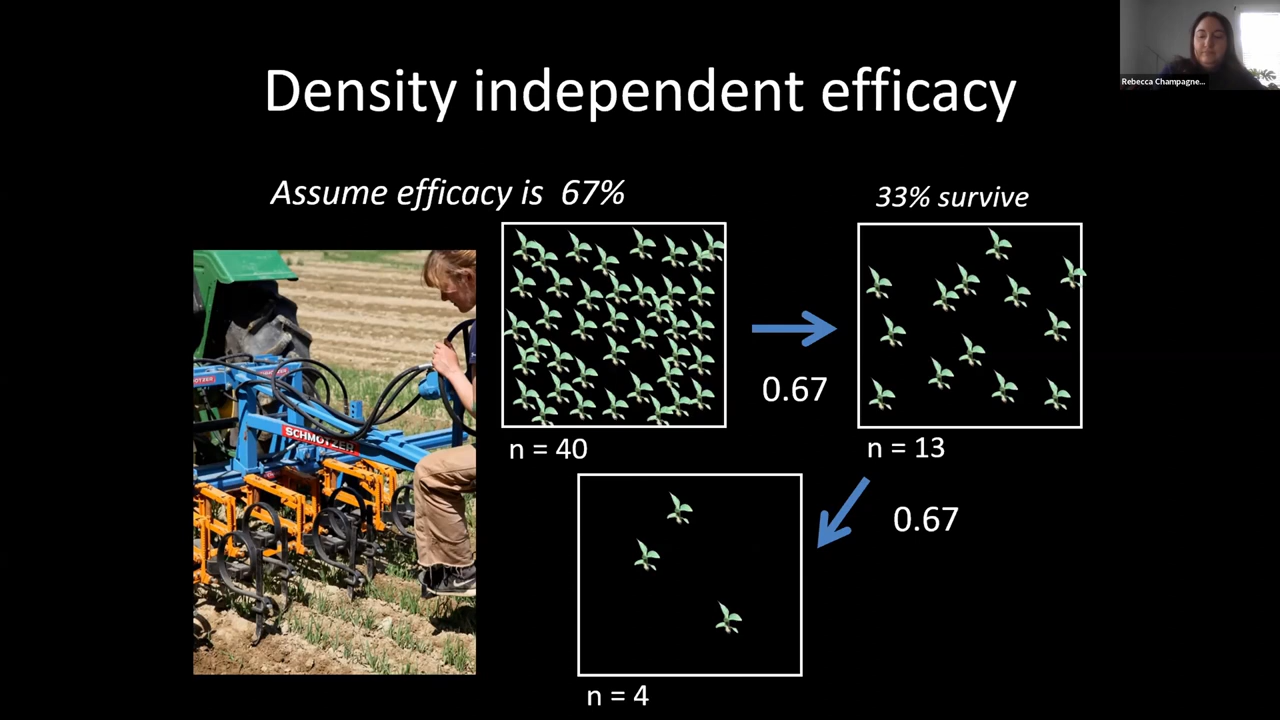 Rebecca Champagne...
Density independent efficacy
Assume efficacy is 67%
33% survive
SCHMOTZER
0.67
n = 40
n = 13
0.67
n = 4